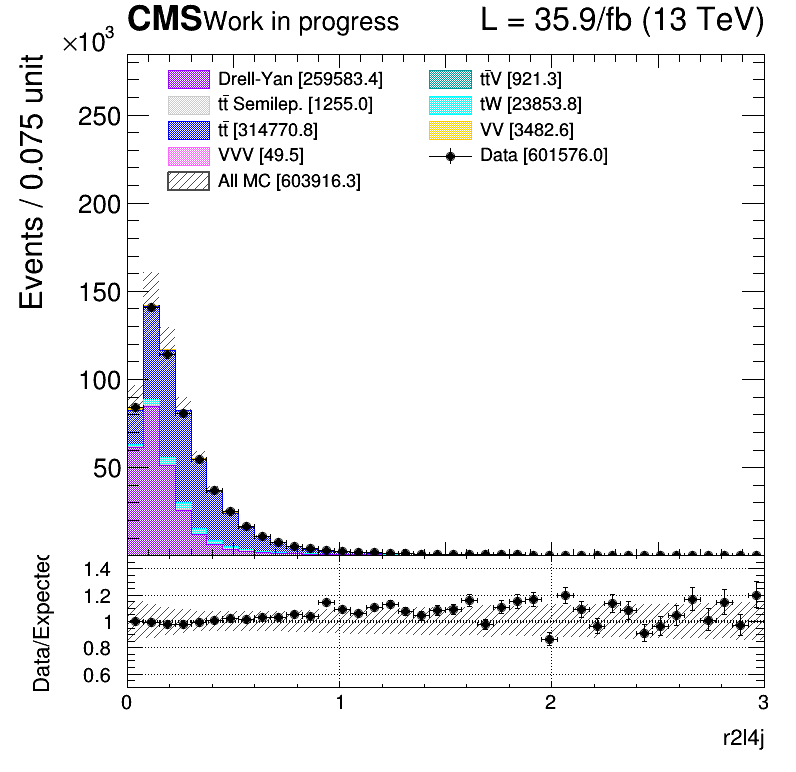 CMS Work in progress L = 35.9/fb (13 TeV)
×10³
Events / 0.075 unit
Drell-Yan [259583.4]
tt̄ Semilep. [1255.0]
tt̄ [314770.8]
VVV [49.5]
All MC [603916.3]
tt̄V [921.3]
tW [23853.8]
VV [3482.6]
Data [601576.0]
250
200
150
100
50
Data/Expected
1.4
1.2
1
0.8
0.6
0 1 2 3
r2l4j